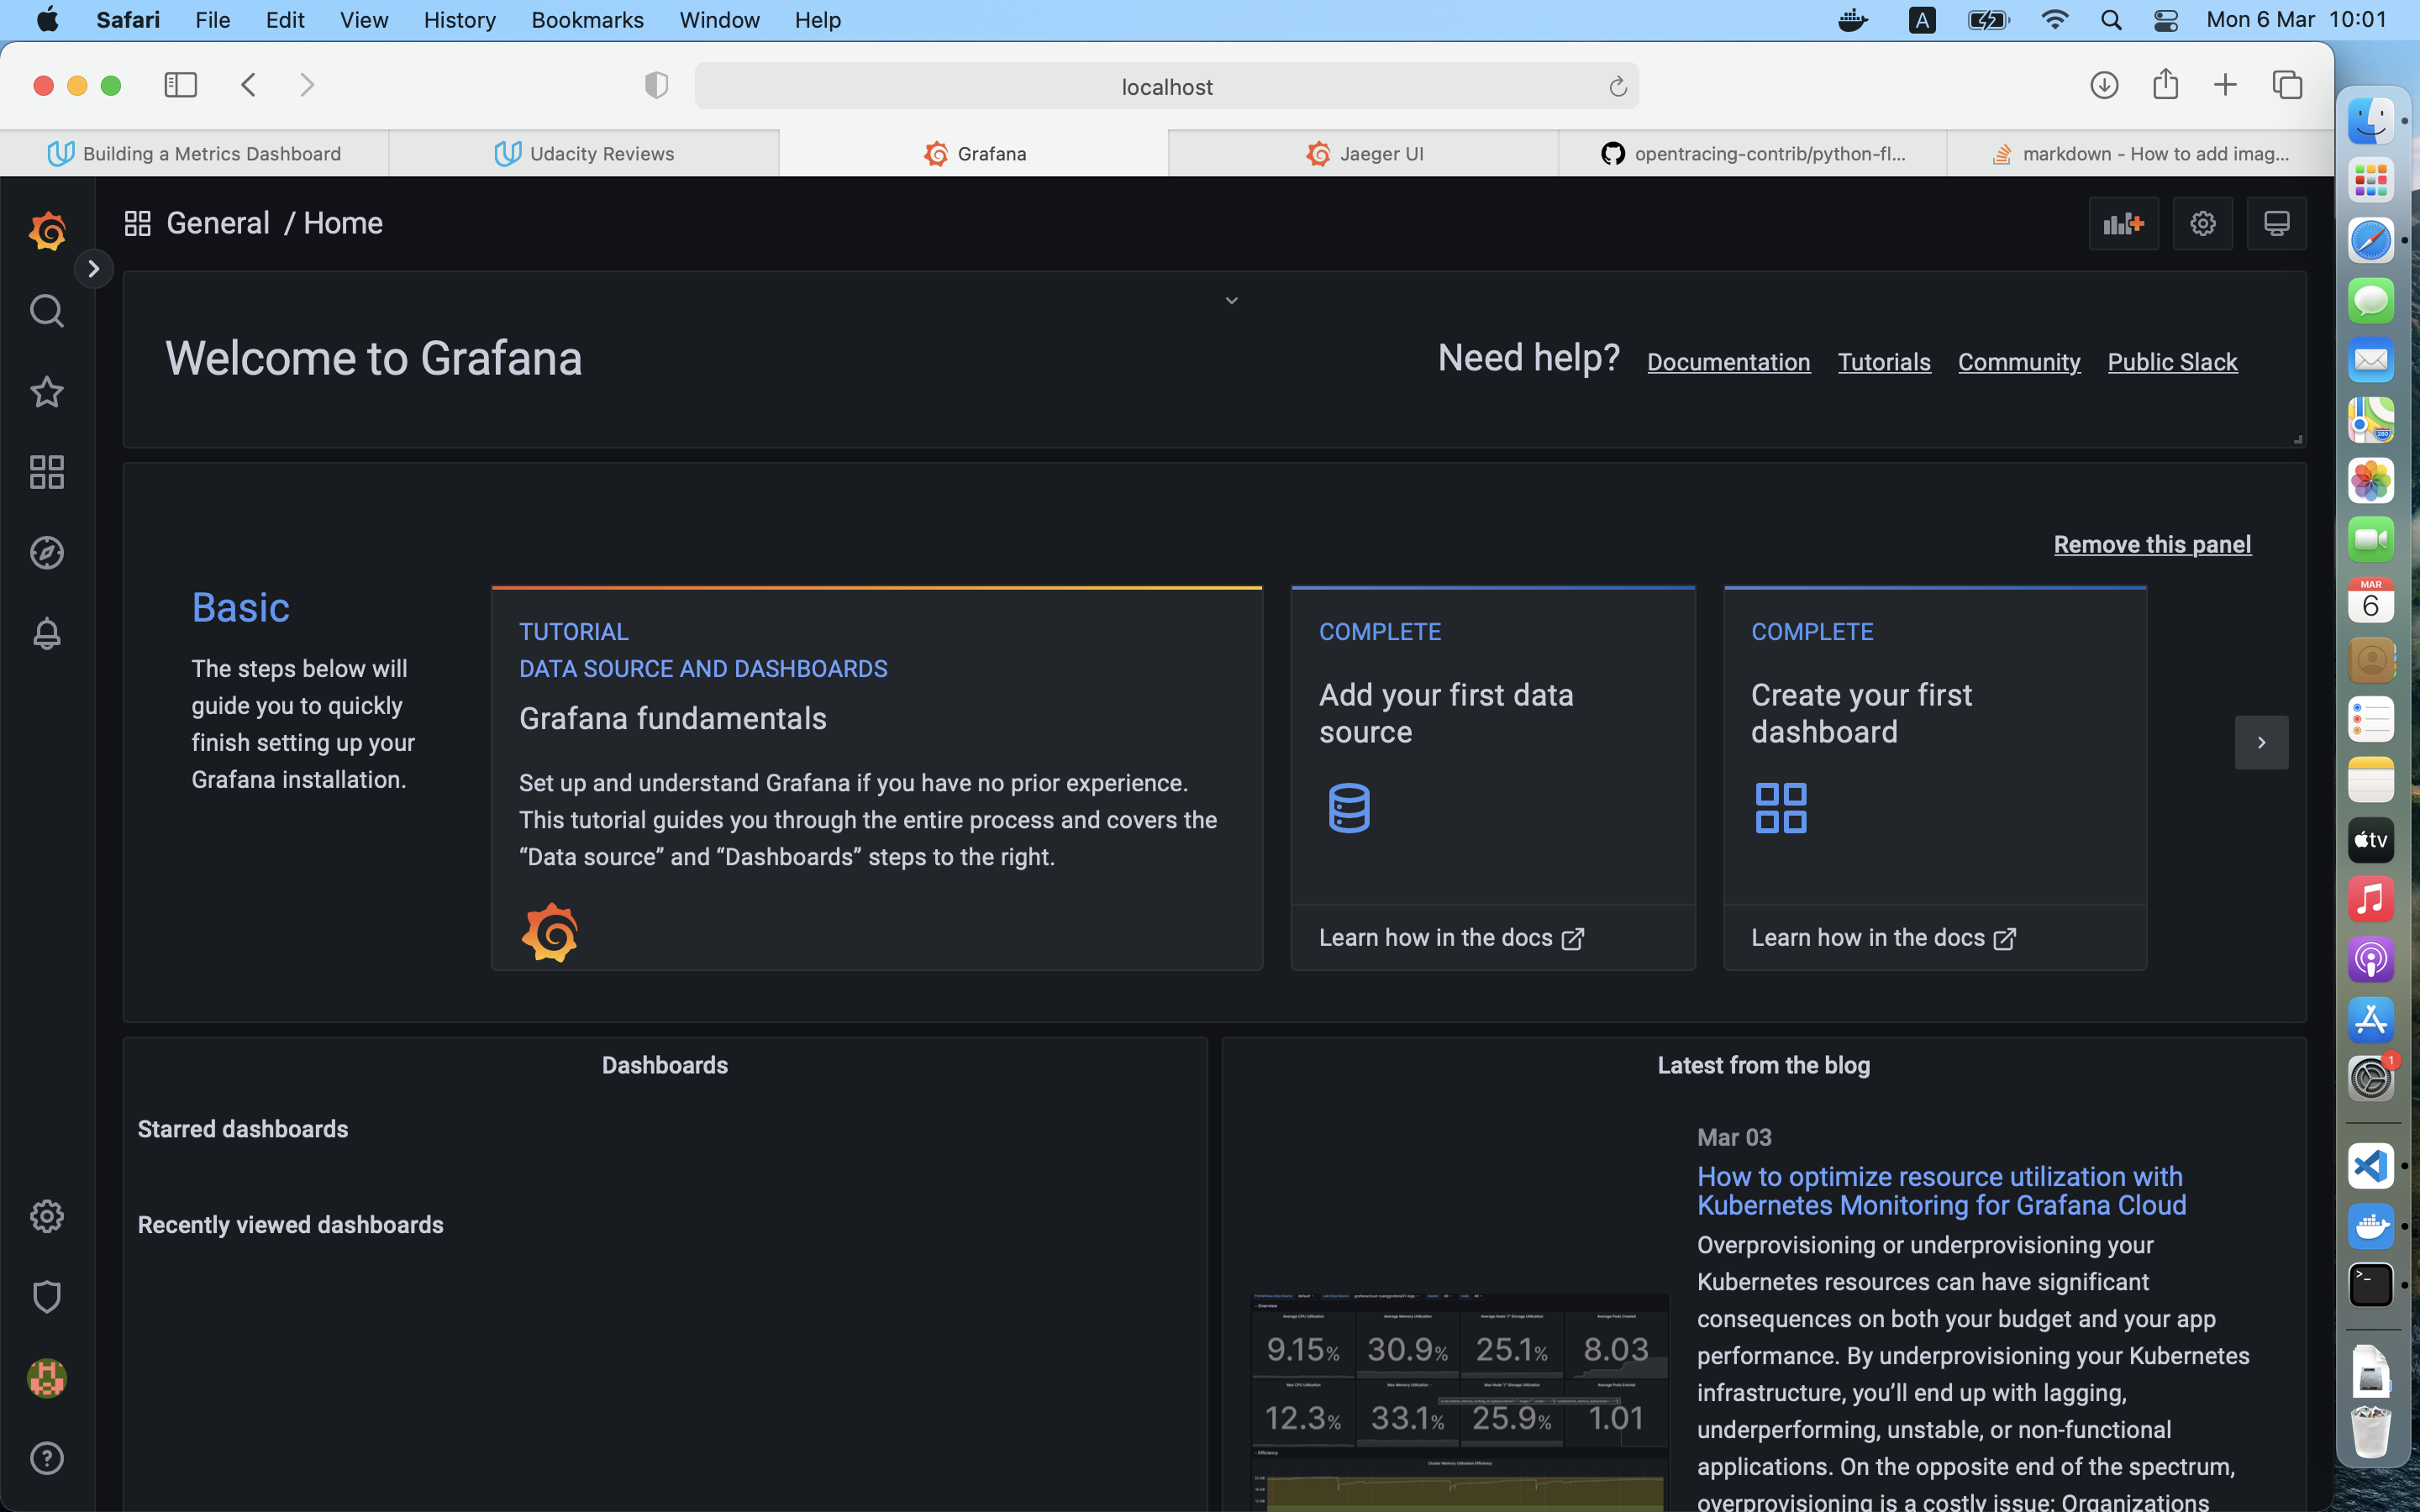 Safari File Edit View History Bookmarks Window Help
A
Mon 6 Mar 10:01
localhost
Building a Metrics Dashboard
Udacity Reviews
Grafana
Jaeger UI
opentracing-contrib/python-fl...
markdown - How to add imag...
General / Home
Welcome to Grafana
Need help? Documentation Tutorials Community Public Slack
Remove this panel
Basic
The steps below will
guide you to quickly
finish setting up your
Grafana installation.
TUTORIAL
DATA SOURCE AND DASHBOARDS
Grafana fundamentals
Set up and understand Grafana if you have no prior experience.
This tutorial guides you through the entire process and covers the
“Data source” and “Dashboards” steps to the right.
COMPLETE
Add your first data
source
Learn how in the docs
COMPLETE
Create your first
dashboard
Learn how in the docs
Dashboards
Starred dashboards
Recently viewed dashboards
Latest from the blog
Mar 03
How to optimize resource utilization with
Kubernetes Monitoring for Grafana Cloud
Overprovisioning or underprovisioning your
Kubernetes resources can have significant
consequences on both your budget and your app
performance. By underprovisioning your Kubernetes
infrastructure, you’ll end up with lagging,
underperforming, unstable, or non-functional
applications. On the opposite end of the spectrum,
overprovisioning is a costly issue: Organizations
9.15% 30.9% 25.1% 8.03
12.3% 33.1% 25.9% 1.01
MAR
6
tv
1